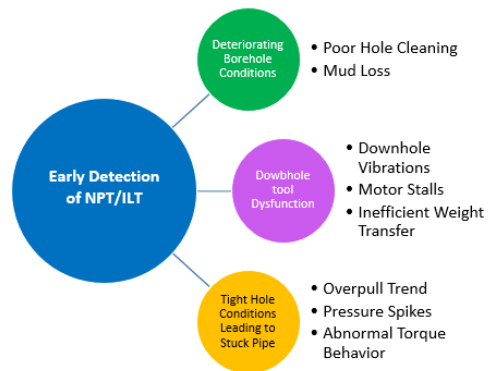 Early Detection
of NPT/ILT
Deteriorating
Borehole
Conditions
• Poor Hole Cleaning
• Mud Loss
Dowbhole
tool
Dysfunction
• Downhole
Vibrations
• Motor Stalls
• Inefficient Weight
Transfer
Tight Hole
Conditions
Leading to
Stuck Pipe
• Overpull Trend
• Pressure Spikes
• Abnormal Torque
Behavior